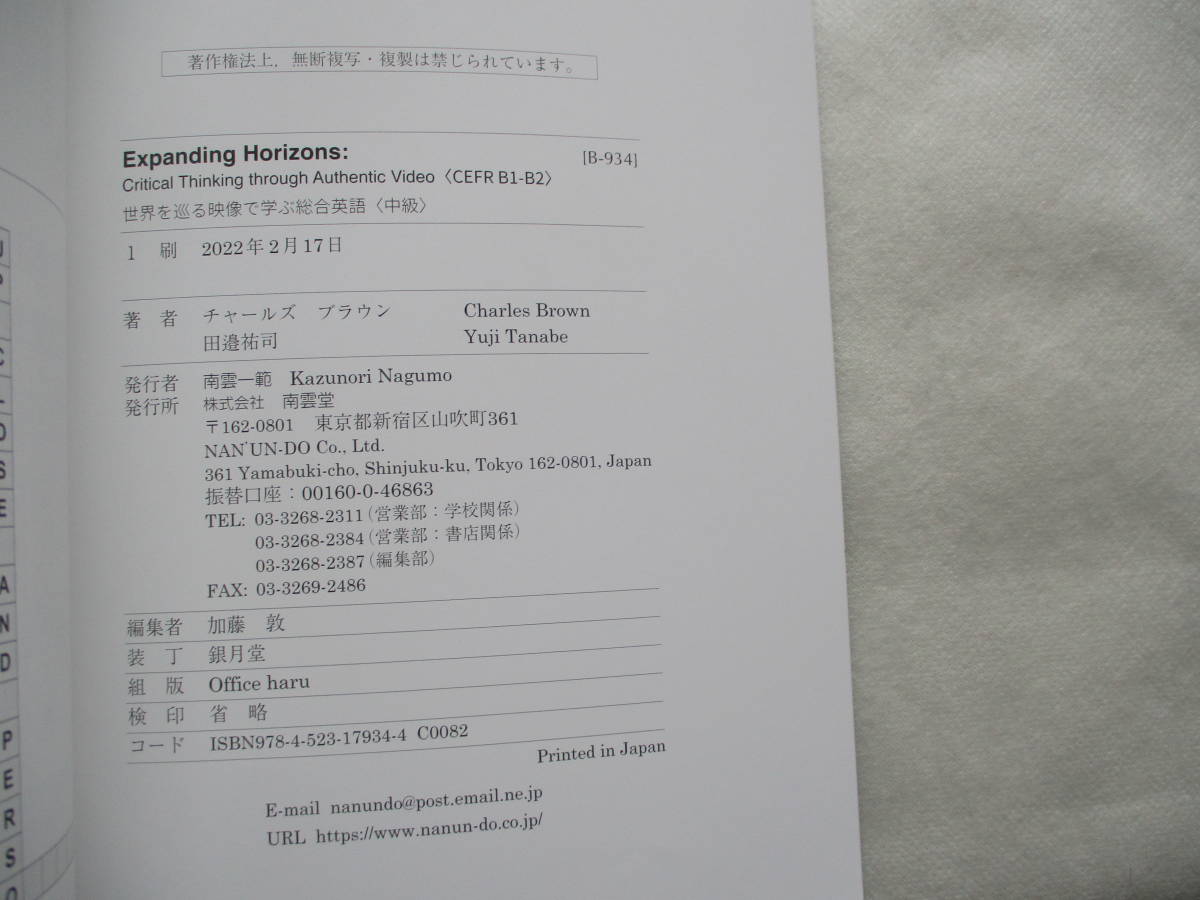 著作権法上，無断複写・複製は禁じられています。
Expanding Horizons: [B-934]
Critical Thinking through Authentic Video〈CEFR B1-B2〉
世界を巡る映像で学ぶ総合英語〈中級〉
1 刷 2022年2月17日
著 者 チャールズ ブラウン Charles Brown
田邉祐司 Yuji Tanabe
発行者 南雲一範 Kazunori Nagumo
発行所 株式会社 南雲堂
〒162-0801 東京都新宿区山吹町361
NAN'UN-DO Co., Ltd.
361 Yamabuki-cho, Shinjuku-ku, Tokyo 162-0801, Japan
振替口座：00160-0-46863
TEL: 03-3268-2311（営業部：学校関係）
03-3268-2384（営業部：書店関係）
03-3268-2387（編集部）
FAX: 03-3269-2486
編集者 加藤 敦
装 丁 銀月堂
組 版 Office haru
検 印 省 略
コード ISBN978-4-523-17934-4 C0082
Printed in Japan
E-mail nanundo@post.email.ne.jp
URL https://www.nanun-do.co.jp/